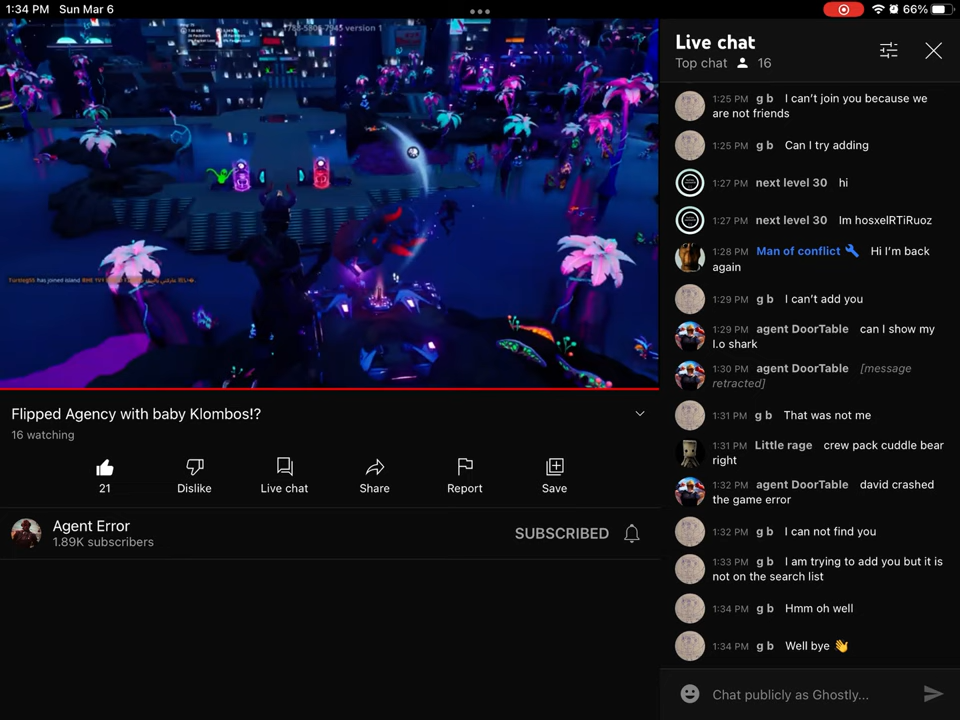 1:34 PM Sun Mar 6
66%
version 1
has joined island
Flipped Agency with baby Klombos!?
16 watching
21
Dislike
Live chat
Share
Report
Save
Agent Error
1.89K subscribers
SUBSCRIBED
Live chat
Top chat 16
1:25 PM g b I can't join you because we
are not friends
1:25 PM g b Can I try adding
1:27 PM next level 30 hi
1:27 PM next level 30 Im hosxelRTiRuoz
1:28 PM Man of conflict Hi I'm back
again
1:29 PM g b I can't add you
1:29 PM agent DoorTable can I show my
l.o shark
1:30 PM agent DoorTable [message
retracted]
1:31 PM g b That was not me
1:31 PM Little rage crew pack cuddle bear
right
1:32 PM agent DoorTable david crashed
the game error
1:32 PM g b I can not find you
1:33 PM g b I am trying to add you but it is
not on the search list
1:34 PM g b Hmm oh well
1:34 PM g b Well bye 👋
Chat publicly as Ghostly...